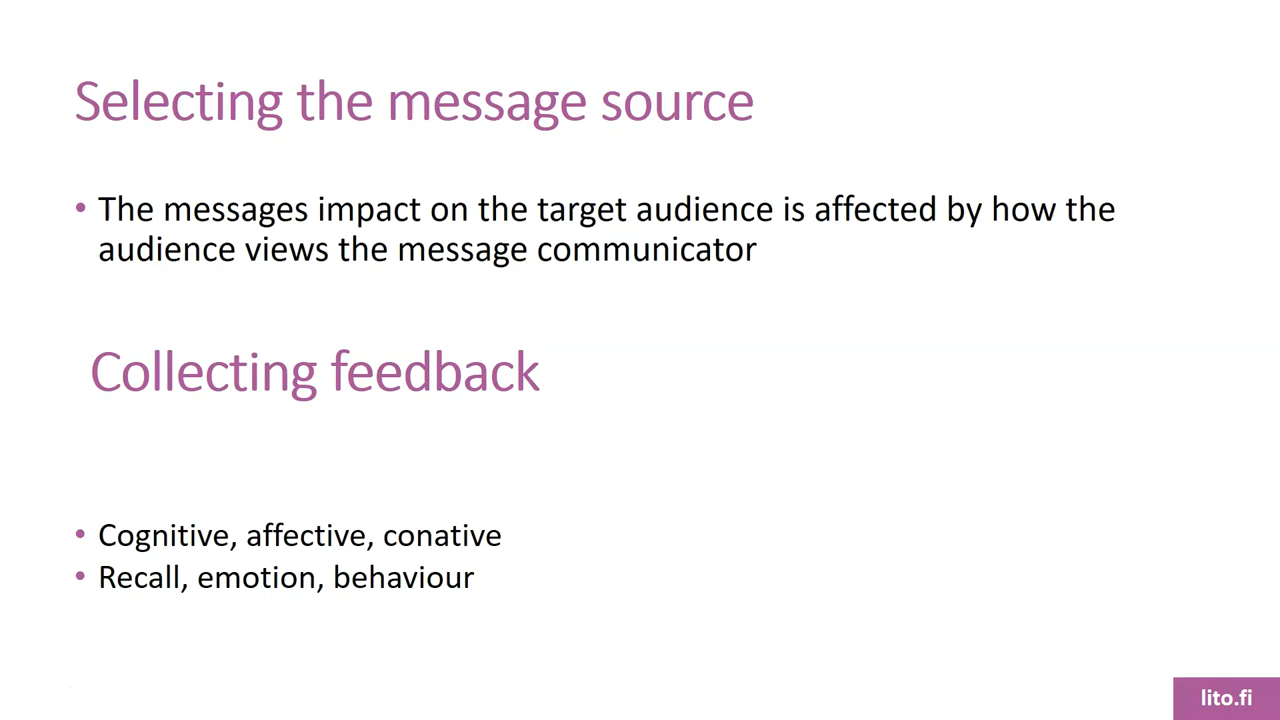 Selecting the message source
• The messages impact on the target audience is affected by how the
audience views the message communicator
Collecting feedback
• Cognitive, affective, conative
• Recall, emotion, behaviour
lito.fi